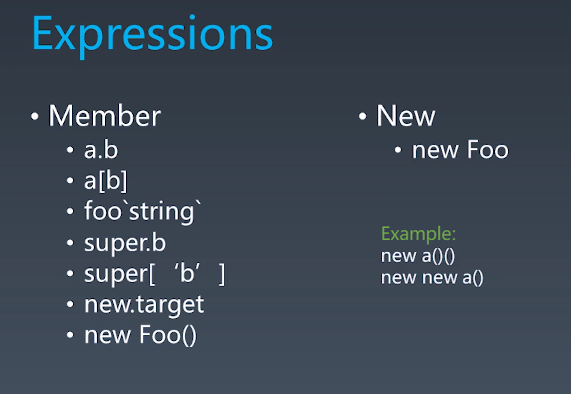 Expressions
• Member
• a.b
• a[b]
• foo`string`
• super.b
• super[ ‘b’ ]
• new.target
• new Foo()
• New
• new Foo
Example:
new a()()
new new a()